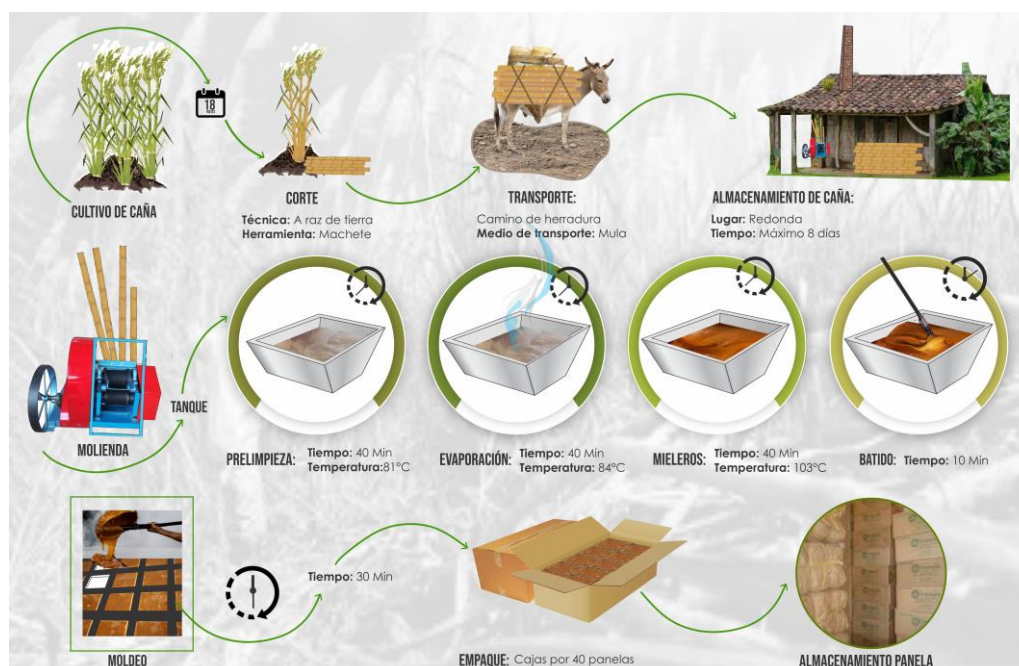 18
CULTIVO DE CAÑA
CORTE
Técnica: A raz de tierra
Herramienta: Machete
TRANSPORTE:
Camino de herradura
Medio de transporte: Mula
ALMACENAMIENTO DE CAÑA:
Lugar: Redonda
Tiempo: Máximo 8 días
MOLIENDA
TANQUE
PRELIMPIEZA: Tiempo: 40 Min
Temperatura:81°C
EVAPORACIÓN: Tiempo: 40 Min
Temperatura: 84°C
MIELEROS: Tiempo: 40 Min
Temperatura: 103°C
BATIDO: Tiempo: 10 Min
MOLDEO
Tiempo: 30 Min
EMPAQUE: Cajas por 40 panelas
ALMACENAMIENTO PANELA